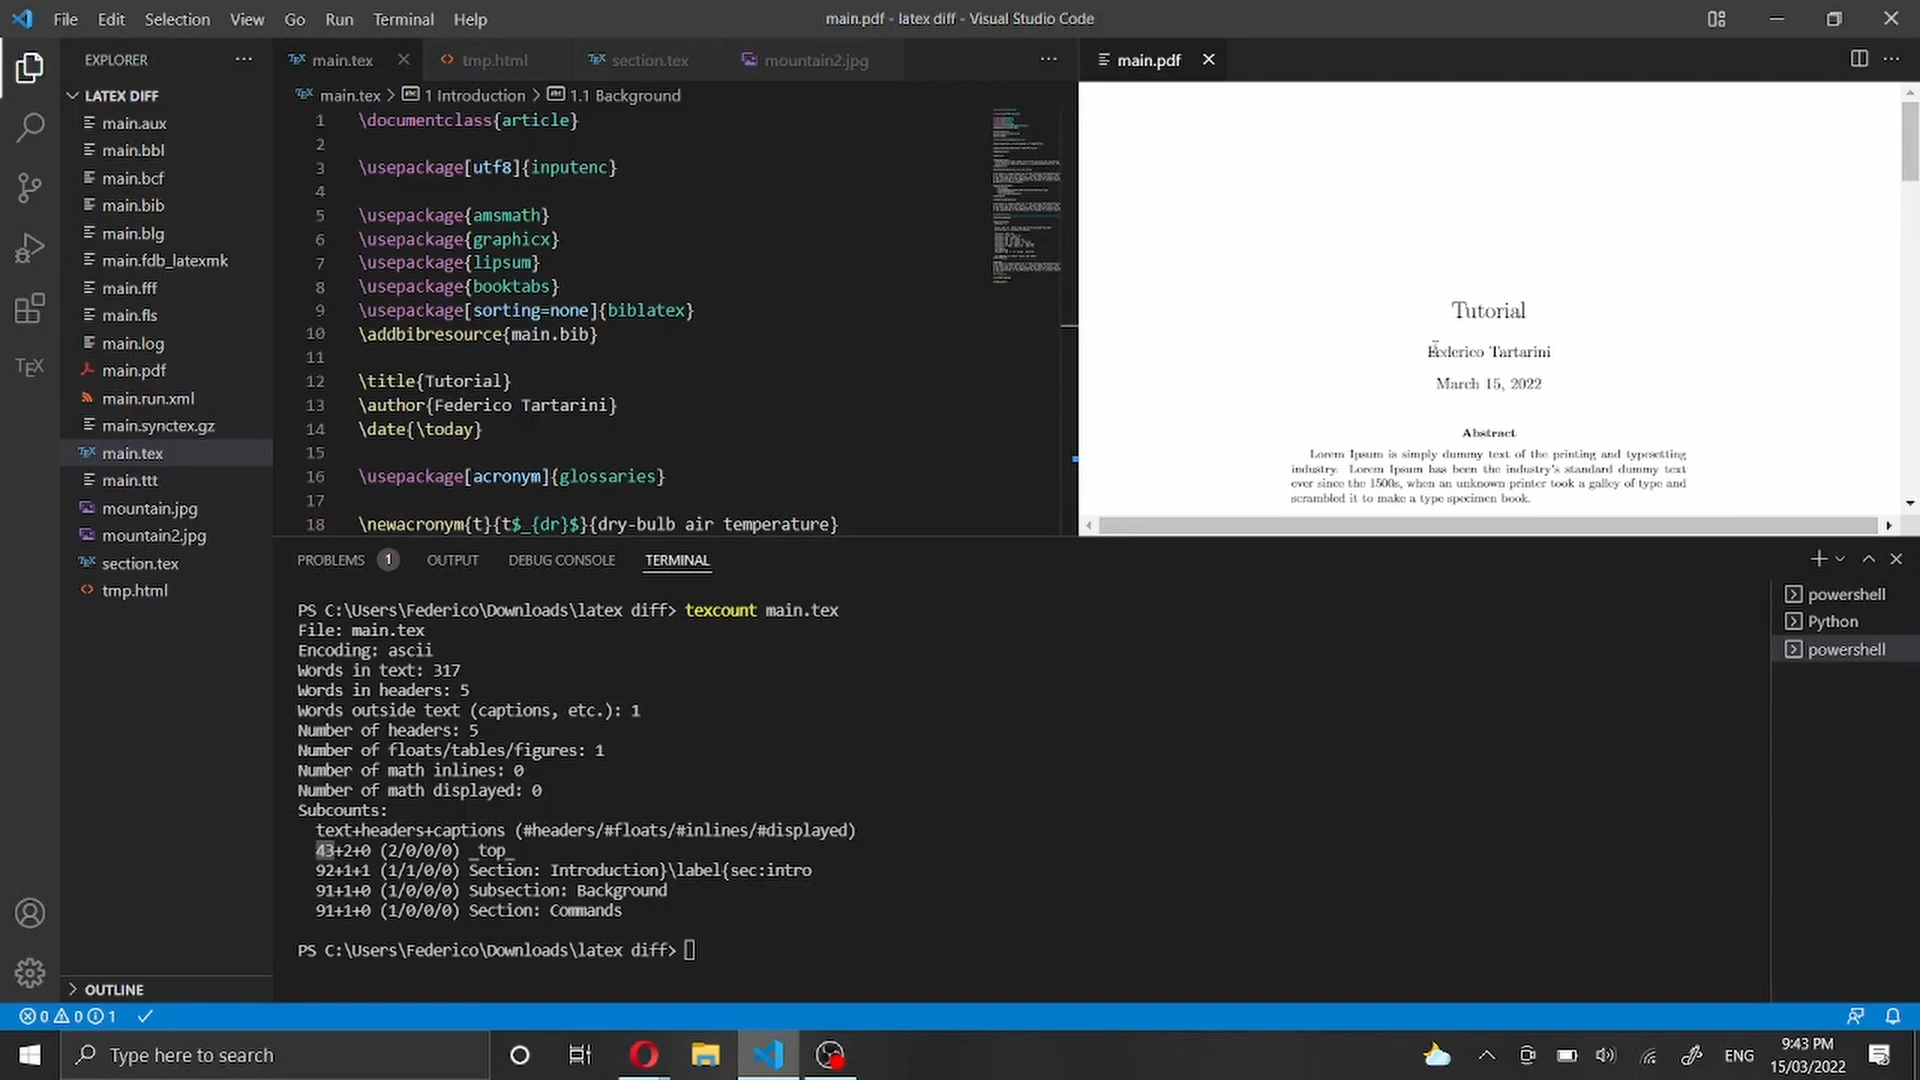 File Edit Selection View Go Run Terminal Help
main.pdf - latex diff - Visual Studio Code
EXPLORER
LATEX DIFF
main.aux
main.bbl
main.bcf
main.bib
main.blg
main.fdb_latexmk
main.fff
main.fls
main.log
main.pdf
main.run.xml
main.synctex.gz
main.tex
main.ttt
mountain.jpg
mountain2.jpg
section.tex
tmp.html
OUTLINE
main.tex tmp.html section.tex mountain2.jpg
main.tex > 1 Introduction > 1.1 Background
1 \documentclass{article}
2
3 \usepackage[utf8]{inputenc}
4
5 \usepackage{amsmath}
6 \usepackage{graphicx}
7 \usepackage{lipsum}
8 \usepackage{booktabs}
9 \usepackage[sorting=none]{biblatex}
10 \addbibresource{main.bib}
11
12 \title{Tutorial}
13 \author{Federico Tartarini}
14 \date{\today}
15
16 \usepackage[acronym]{glossaries}
17
18 \newacronym{t}{t$_{dr}$}{dry-bulb air temperature}
main.pdf
Tutorial
Federico Tartarini
March 15, 2022
Abstract
Lorem Ipsum is simply dummy text of the printing and typesetting
industry. Lorem Ipsum has been the industry's standard dummy text
ever since the 1500s, when an unknown printer took a galley of type and
scrambled it to make a type specimen book.
PROBLEMS 1 OUTPUT DEBUG CONSOLE TERMINAL
PS C:\Users\Federico\Downloads\latex diff> texcount main.tex
File: main.tex
Encoding: ascii
Words in text: 317
Words in headers: 5
Words outside text (captions, etc.): 1
Number of headers: 5
Number of floats/tables/figures: 1
Number of math inlines: 0
Number of math displayed: 0
Subcounts:
text+headers+captions (#headers/#floats/#inlines/#displayed)
43+2+0 (2/0/0/0) _top_
92+1+1 (1/1/0/0) Section: Introduction}\label{sec:intro
91+1+0 (1/0/0/0) Subsection: Background
91+1+0 (1/0/0/0) Section: Commands
PS C:\Users\Federico\Downloads\latex diff>
powershell
Python
powershell
0 0 1
Type here to search
ENG
9:43 PM
15/03/2022